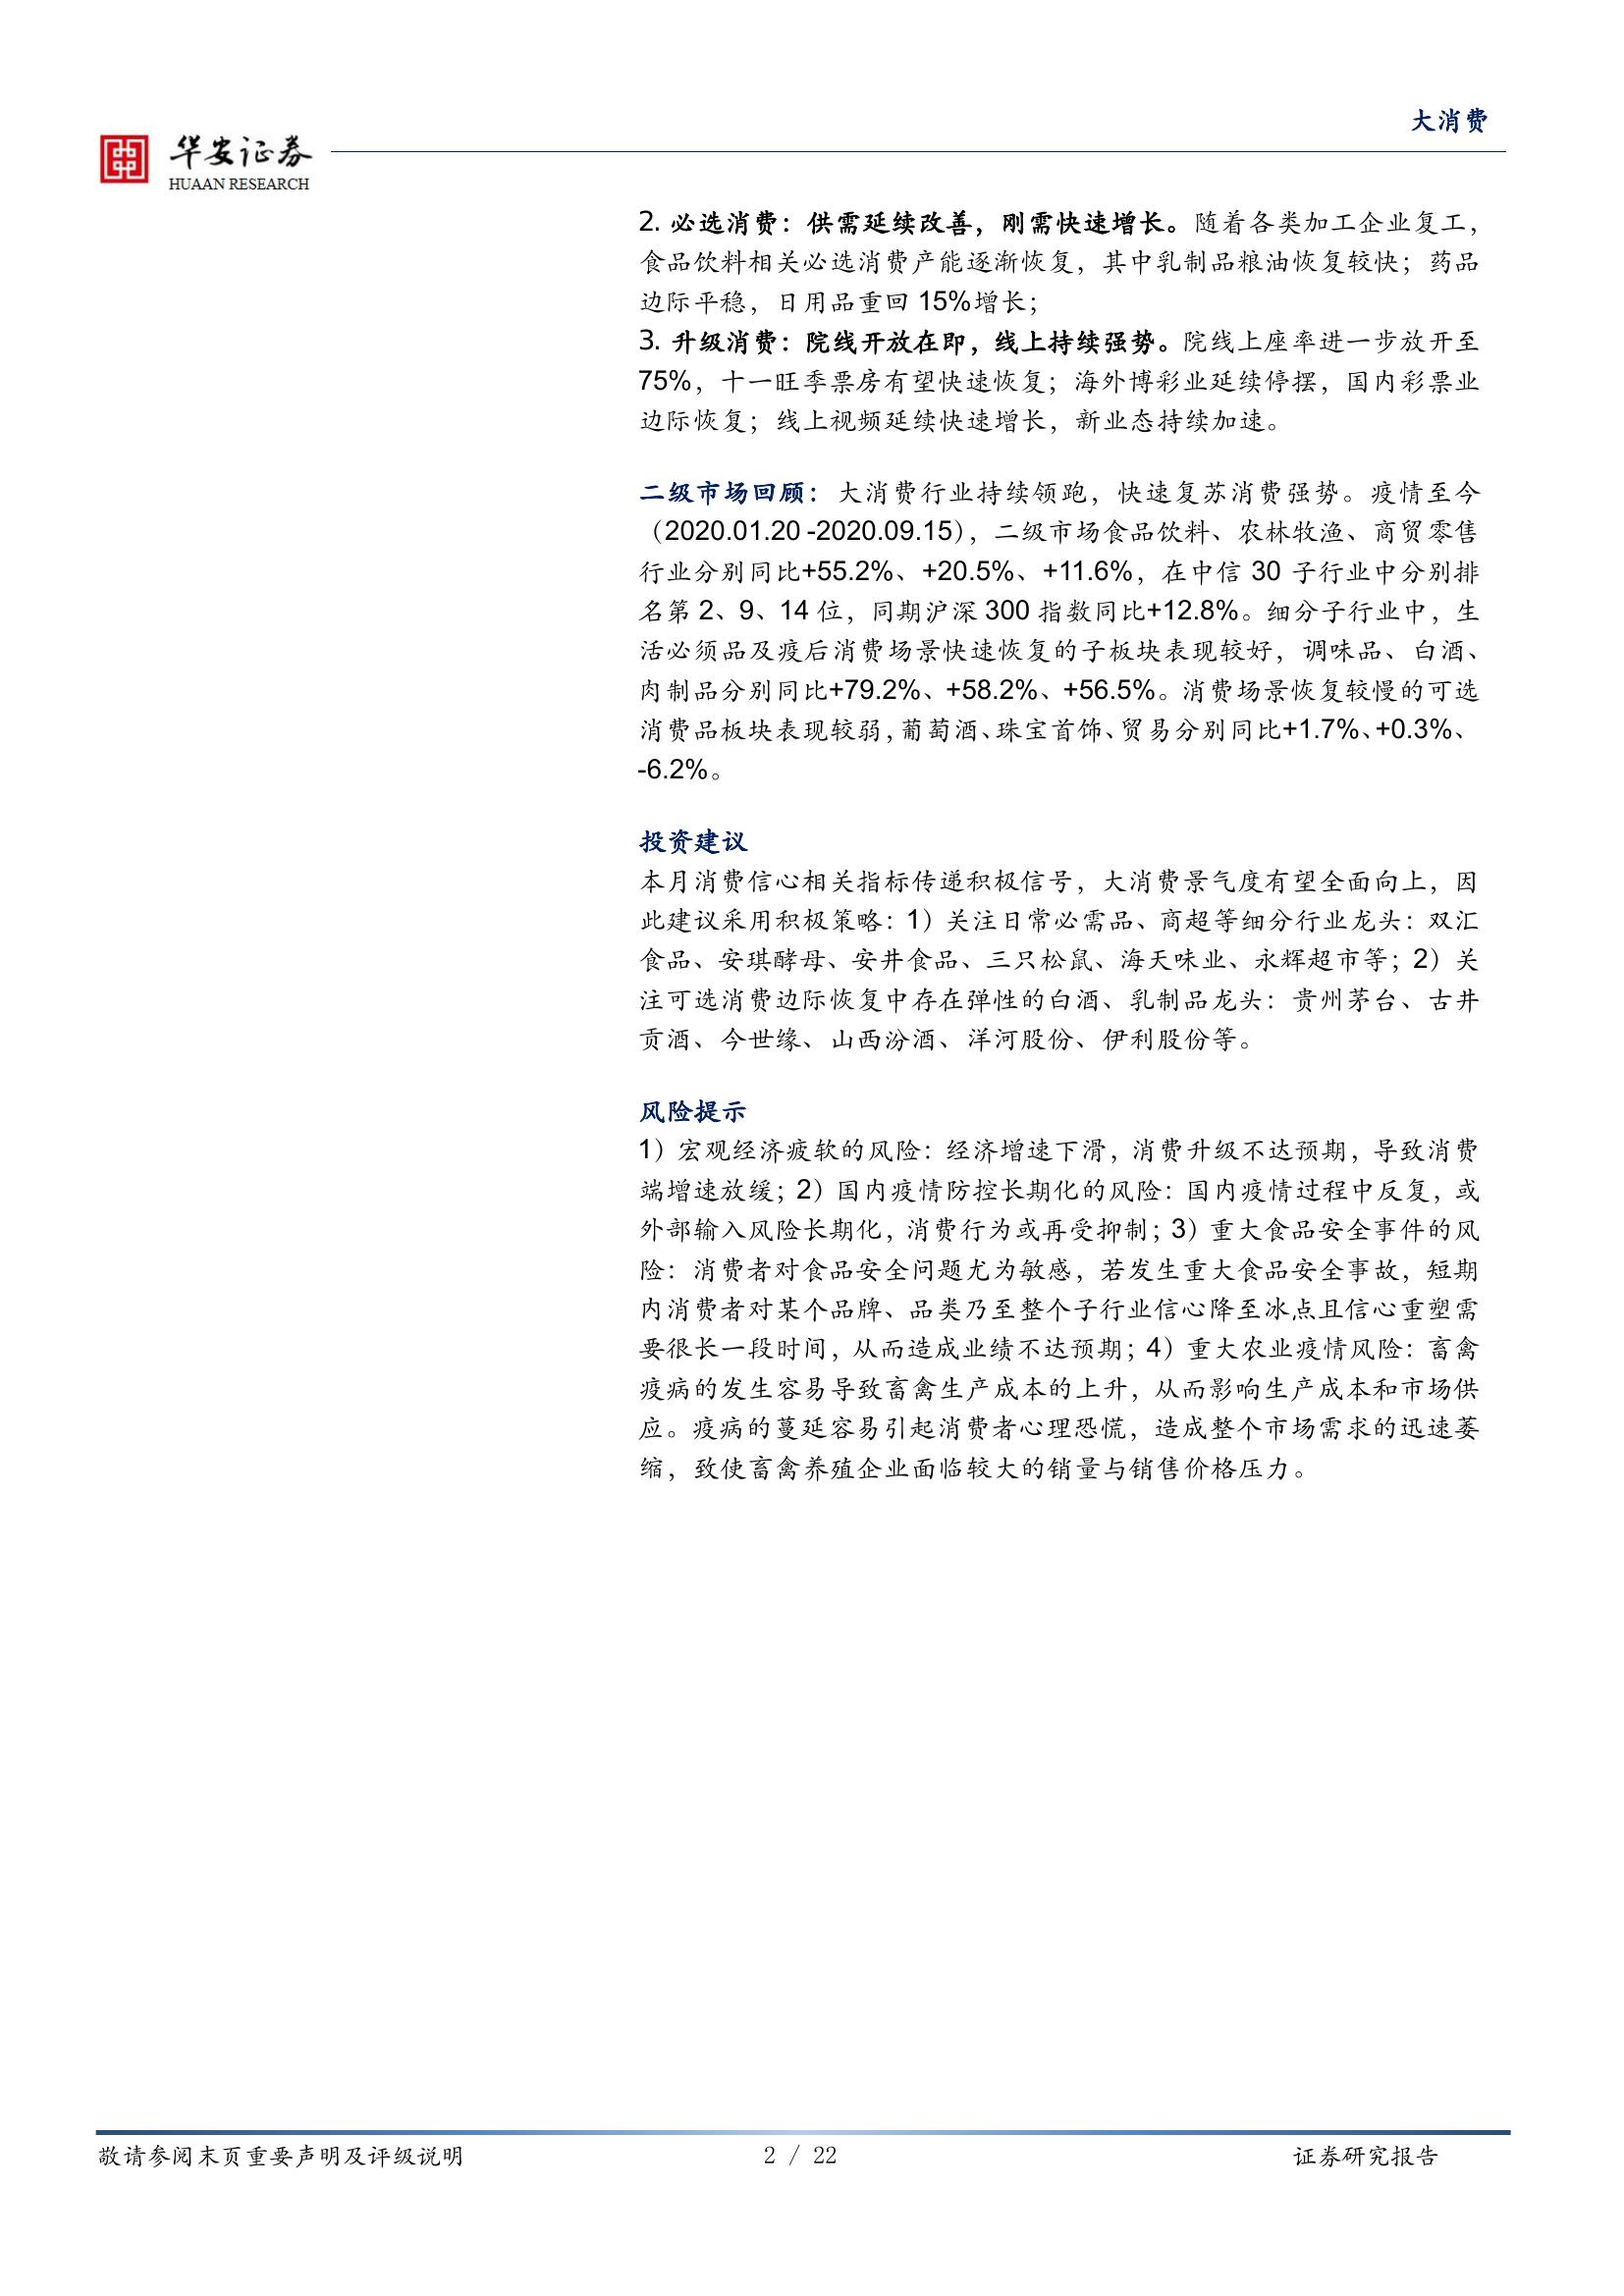 大消费
华安证券
HUAAN RESEARCH
2. 必选消费：供需延续改善，刚需快速增长。随着各类加工企业复工，
食品饮料相关必选消费产能逐渐恢复，其中乳制品粮油恢复较快；药品
边际平稳，日用品重回 15%增长；
3. 升级消费：院线开放在即，线上持续强势。院线上座率进一步放开至
75%，十一旺季票房有望快速恢复；海外博彩业延续停摆，国内彩票业
边际恢复；线上视频延续快速增长，新业态持续加速。
二级市场回顾：大消费行业持续领跑，快速复苏消费强势。疫情至今
（2020.01.20 -2020.09.15），二级市场食品饮料、农林牧渔、商贸零售
行业分别同比+55.2%、+20.5%、+11.6%，在中信 30 子行业中分别排
名第 2、9、14 位，同期沪深 300 指数同比+12.8%。细分子行业中，生
活必须品及疫后消费场景快速恢复的子板块表现较好，调味品、白酒、
肉制品分别同比+79.2%、+58.2%、+56.5%。消费场景恢复较慢的可选
消费品板块表现较弱，葡萄酒、珠宝首饰、贸易分别同比+1.7%、+0.3%、
-6.2%。
投资建议
本月消费信心相关指标传递积极信号，大消费景气度有望全面向上，因
此建议采用积极策略：1）关注日常必需品、商超等细分行业龙头：双汇
食品、安琪酵母、安井食品、三只松鼠、海天味业、永辉超市等；2）关
注可选消费边际恢复中存在弹性的白酒、乳制品龙头：贵州茅台、古井
贡酒、今世缘、山西汾酒、洋河股份、伊利股份等。
风险提示
1）宏观经济疲软的风险：经济增速下滑，消费升级不达预期，导致消费
端增速放缓；2）国内疫情防控长期化的风险：国内疫情过程中反复，或
外部输入风险长期化，消费行为或再受抑制；3）重大食品安全事件的风
险：消费者对食品安全问题尤为敏感，若发生重大食品安全事故，短期
内消费者对某个品牌、品类乃至整个子行业信心降至冰点且信心重塑需
要很长一段时间，从而造成业绩不达预期；4）重大农业疫情风险：畜禽
疫病的发生容易导致畜禽生产成本的上升，从而影响生产成本和市场供
应。疫病的蔓延容易引起消费者心理恐慌，造成整个市场需求的迅速萎
缩，致使畜禽养殖企业面临较大的销量与销售价格压力。
敬请参阅末页重要声明及评级说明
2 / 22
证券研究报告